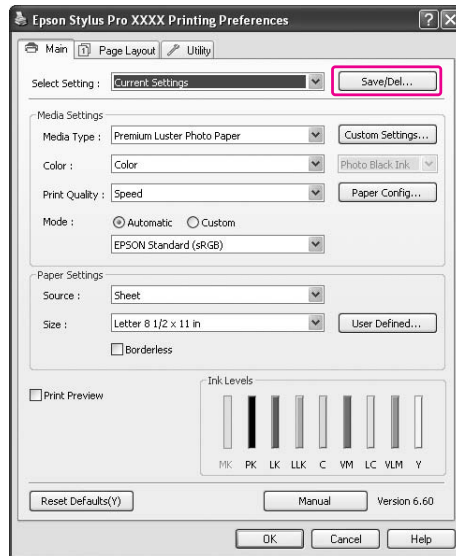 Epson Stylus Pro XXXX Printing Preferences
Main Page Layout Utility
Select Setting : Current Settings Save/Del...
Media Settings
Media Type : Premium Luster Photo Paper Custom Settings...
Color : Color Photo Black Ink
Print Quality : Speed Paper Config...
Mode : Automatic Custom
EPSON Standard (sRGB)
Paper Settings
Source : Sheet
Size : Letter 8 1/2 x 11 in User Defined...
Borderless
Print Preview
Ink Levels
MK PK LK LLK C VM LC VLM Y
Reset Defaults(Y) Manual Version 6.60
OK Cancel Help